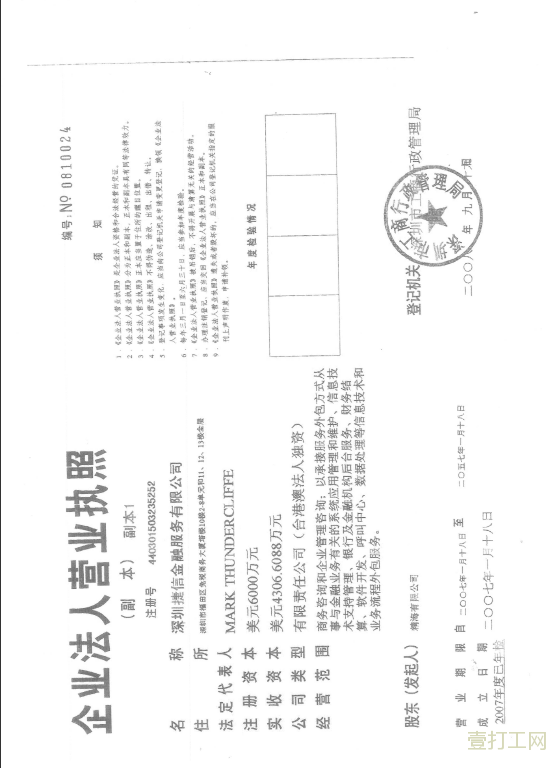 企业法人营业执照
（副　本）　副本1
注册号　440301503235252
名称　深圳捷信金融服务有限公司
住所　深圳市福田区免税商务大厦塔楼10楼2-8单元和11、12、13楼全层
法定代表人　MARK THUNDERCLIFFE
注册资本　美元6000万元
实收资本　美元4306.6088万元
公司类型　有限责任公司（台港澳法人独资）
经营范围　商务咨询和企业管理咨询；以承接服务外包方式从
事与金融业务有关的系统应用管理和维护、信息技
术支持管理、银行及金融机构后台服务、财务结
算、软件开发、呼叫中心、数据处理等信息技术和
业务流程外包服务。
股东（发起人）　翱海有限公司
营业期限　自　二〇〇七年一月十八日　至　二〇五七年一月十八日
成立日期　二〇〇七年一月十八日
2007年度已年检
编号:Nº 0810024
须　知
1．《企业法人营业执照》是企业法人资格和合法经营的凭证。
2．《企业法人营业执照》分为正本和副本，正本和副本具有同等法律效力。
3．《企业法人营业执照》正本应当置于住所的醒目位置。
4．《企业法人营业执照》不得伪造、涂改、出租、出借、转让。
5．登记事项发生变化，应当向公司登记机关申请变更登记，换领《企业法
人营业执照》。
6．每年三月一日至六月三十日，应当参加年度检验。
7．《企业法人营业执照》被吊销后，不得开展与清算无关的经营活动。
8．办理注销登记，应当交回《企业法人营业执照》正本和副本。
9．《企业法人营业执照》遗失或者毁坏的，应当在公司登记机关指定的报
刊上声明作废，申请补领。
年度检验情况
登记机关　深圳市工商行政管理局
二〇〇八年　九月
壹打工网